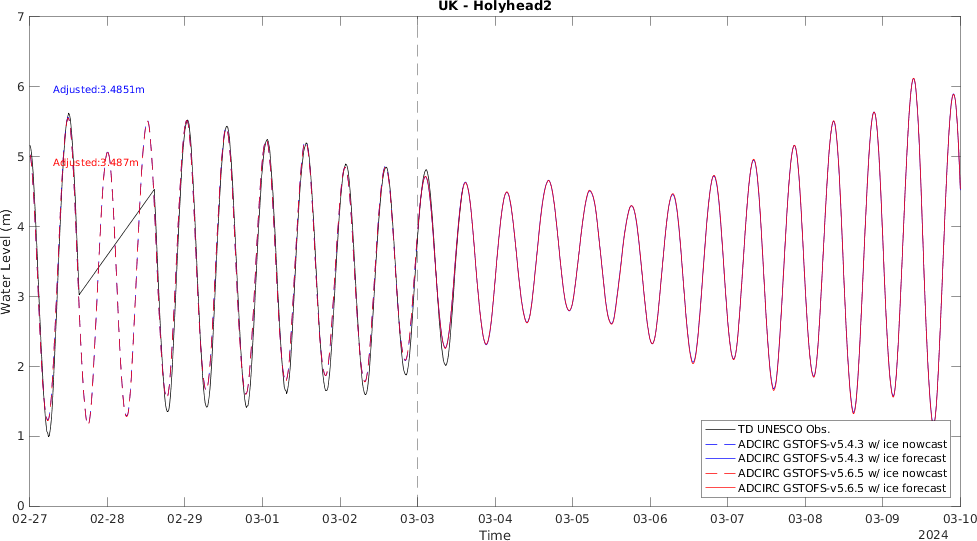 UK - Holyhead2
7
6
5
4
3
2
1
0
Water Level (m)
Adjusted:3.4851m
Adjusted:3.487m
TD UNESCO Obs.
ADCIRC GSTOFS-v5.4.3 w/ ice nowcast
ADCIRC GSTOFS-v5.4.3 w/ ice forecast
ADCIRC GSTOFS-v5.6.5 w/ ice nowcast
ADCIRC GSTOFS-v5.6.5 w/ ice forecast
02-27 02-28 02-29 03-01 03-02 03-03 03-04 03-05 03-06 03-07 03-08 03-09 03-10
Time
2024